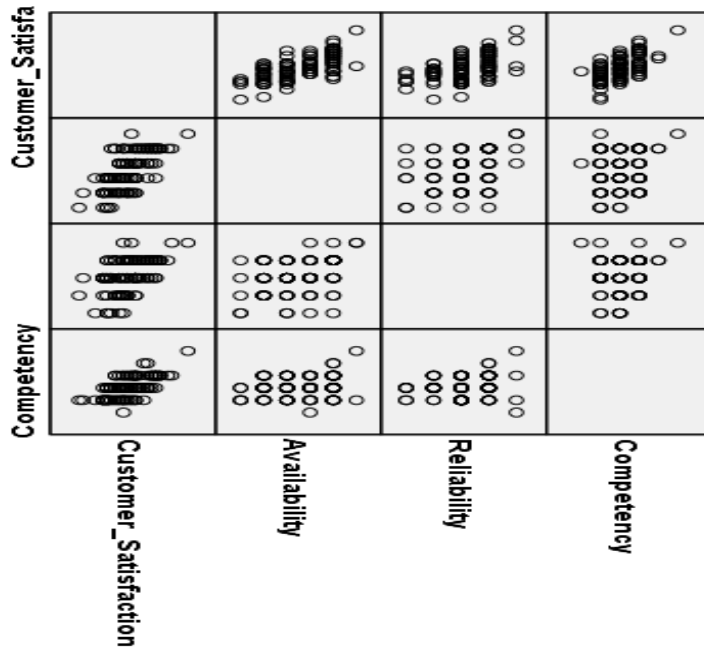 Customer_Satisfa
Competency
Customer_Satisfaction
Availability
Reliability
Competency